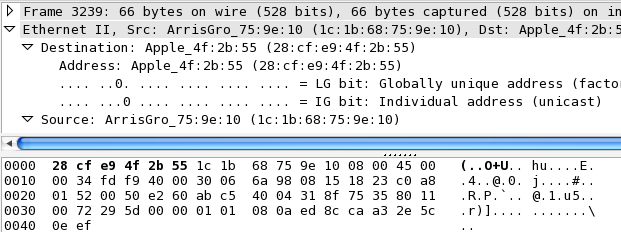 Frame 3239: 66 bytes on wire (528 bits), 66 bytes captured (528 bits) on in
Ethernet II, Src: ArrisGro_75:9e:10 (1c:1b:68:75:9e:10), Dst: Apple_4f:2b:5
Destination: Apple_4f:2b:55 (28:cf:e9:4f:2b:55)
Address: Apple_4f:2b:55 (28:cf:e9:4f:2b:55)
.... ..0. .... .... .... .... = LG bit: Globally unique address (facto
.... ...0 .... .... .... .... = IG bit: Individual address (unicast)
Source: ArrisGro_75:9e:10 (1c:1b:68:75:9e:10)
0000 28 cf e9 4f 2b 55 1c 1b 68 75 9e 10 08 00 45 00 (..O+U.. hu....E.
0010 00 34 fd f9 40 00 30 06 6a 98 08 15 18 23 c0 a8 .4..@.0. j....#..
0020 01 52 00 50 e2 60 ab c5 40 04 31 8f 75 35 80 11 .R.P.`.. @.1.u5..
0030 00 72 29 5d 00 00 01 01 08 0a ed 8c ca a3 2e 5c .r)].... .......\
0040 0e ef ..